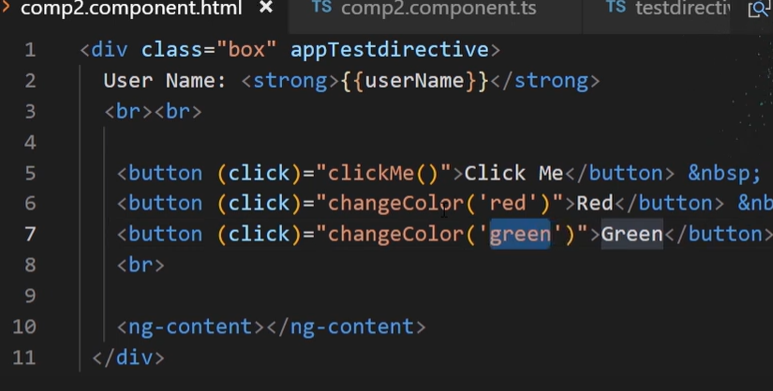 comp2.component.html × TS comp2.component.ts TS testdirecti
1 <div class="box" appTestdirective>
2 User Name: <strong>{{userName}}</strong>
3 <br><br>
4
5 <button (click)="clickMe()">Click Me</button> &nbsp;
6 <button (click)="changeColor('red')">Red</button> &nb
7 <button (click)="changeColor('green')">Green</button>
8 <br>
9
10 <ng-content></ng-content>
11 </div>